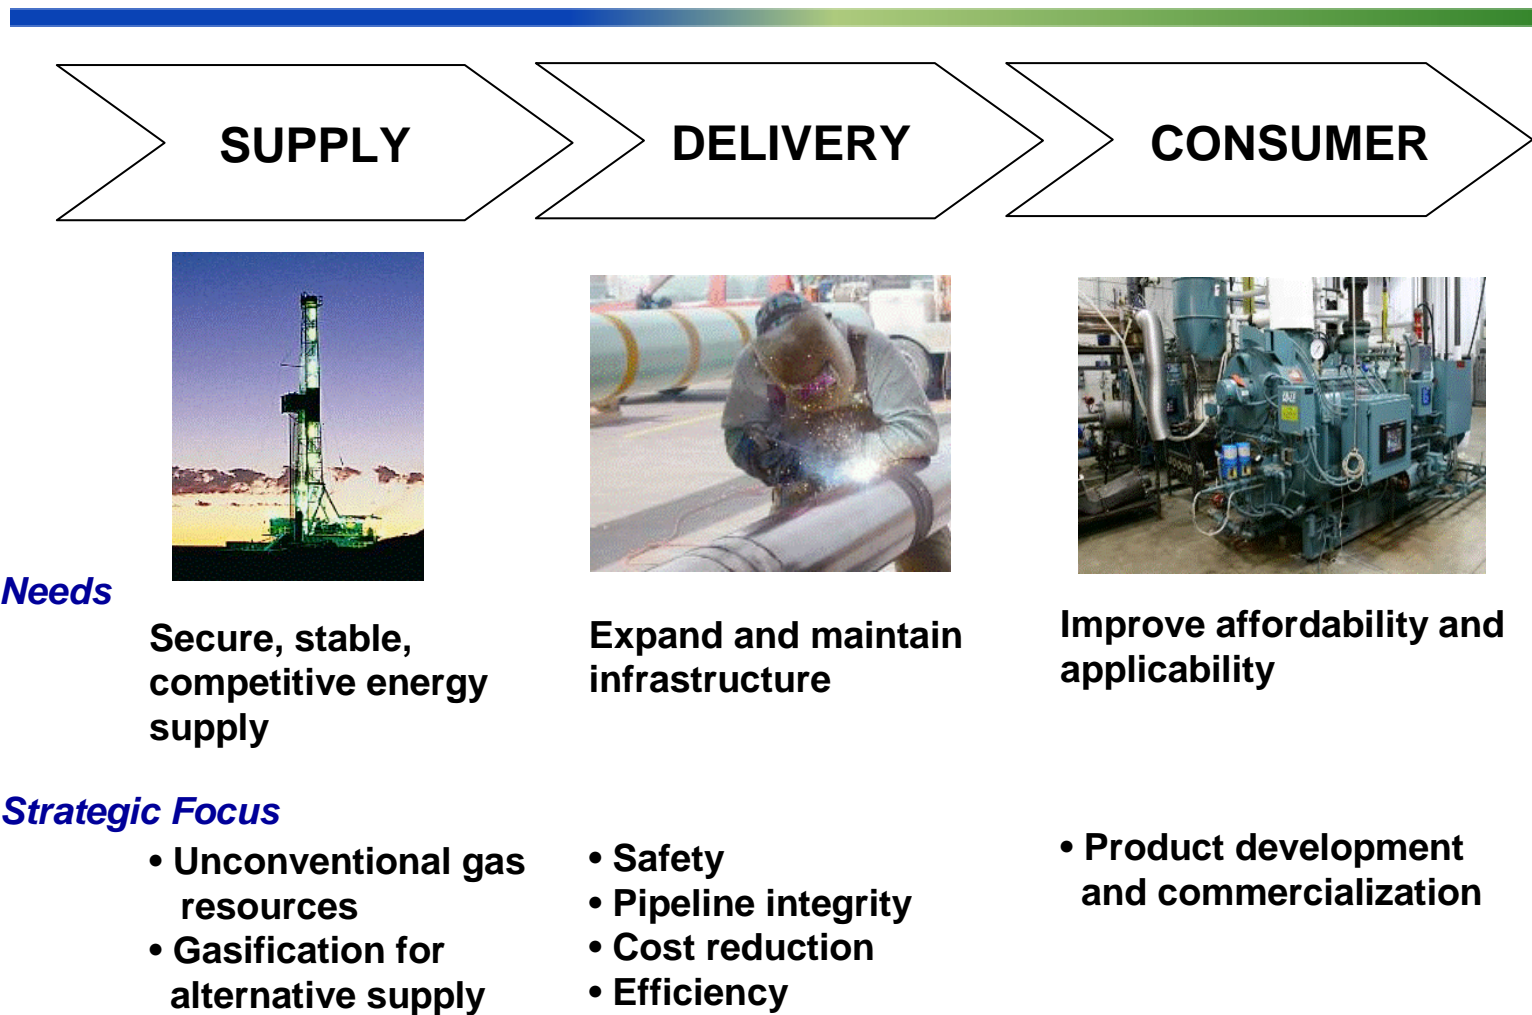 SUPPLY
DELIVERY
CONSUMER
Needs
Secure, stable,
competitive energy
supply
Expand and maintain
infrastructure
Improve affordability and
applicability
Strategic Focus
• Unconventional gas
resources
• Gasification for
alternative supply
• Safety
• Pipeline integrity
• Cost reduction
• Efficiency
• Product development
and commercialization